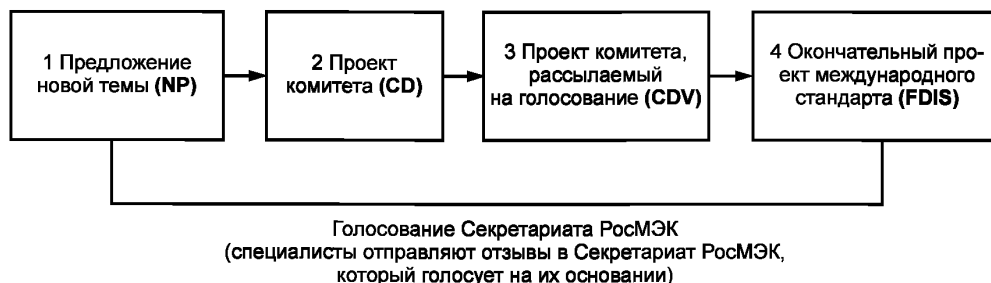 1 Предложение
новой темы (NP)
2 Проект
комитета (CD)
3 Проект комитета,
рассылаемый
на голосование (CDV)
4 Окончательный про-
ект международного
стандарта (FDIS)
Голосование Секретариата РосМЭК
(специалисты отправляют отзывы в Секретариат РосМЭК,
который голосует на их основании)